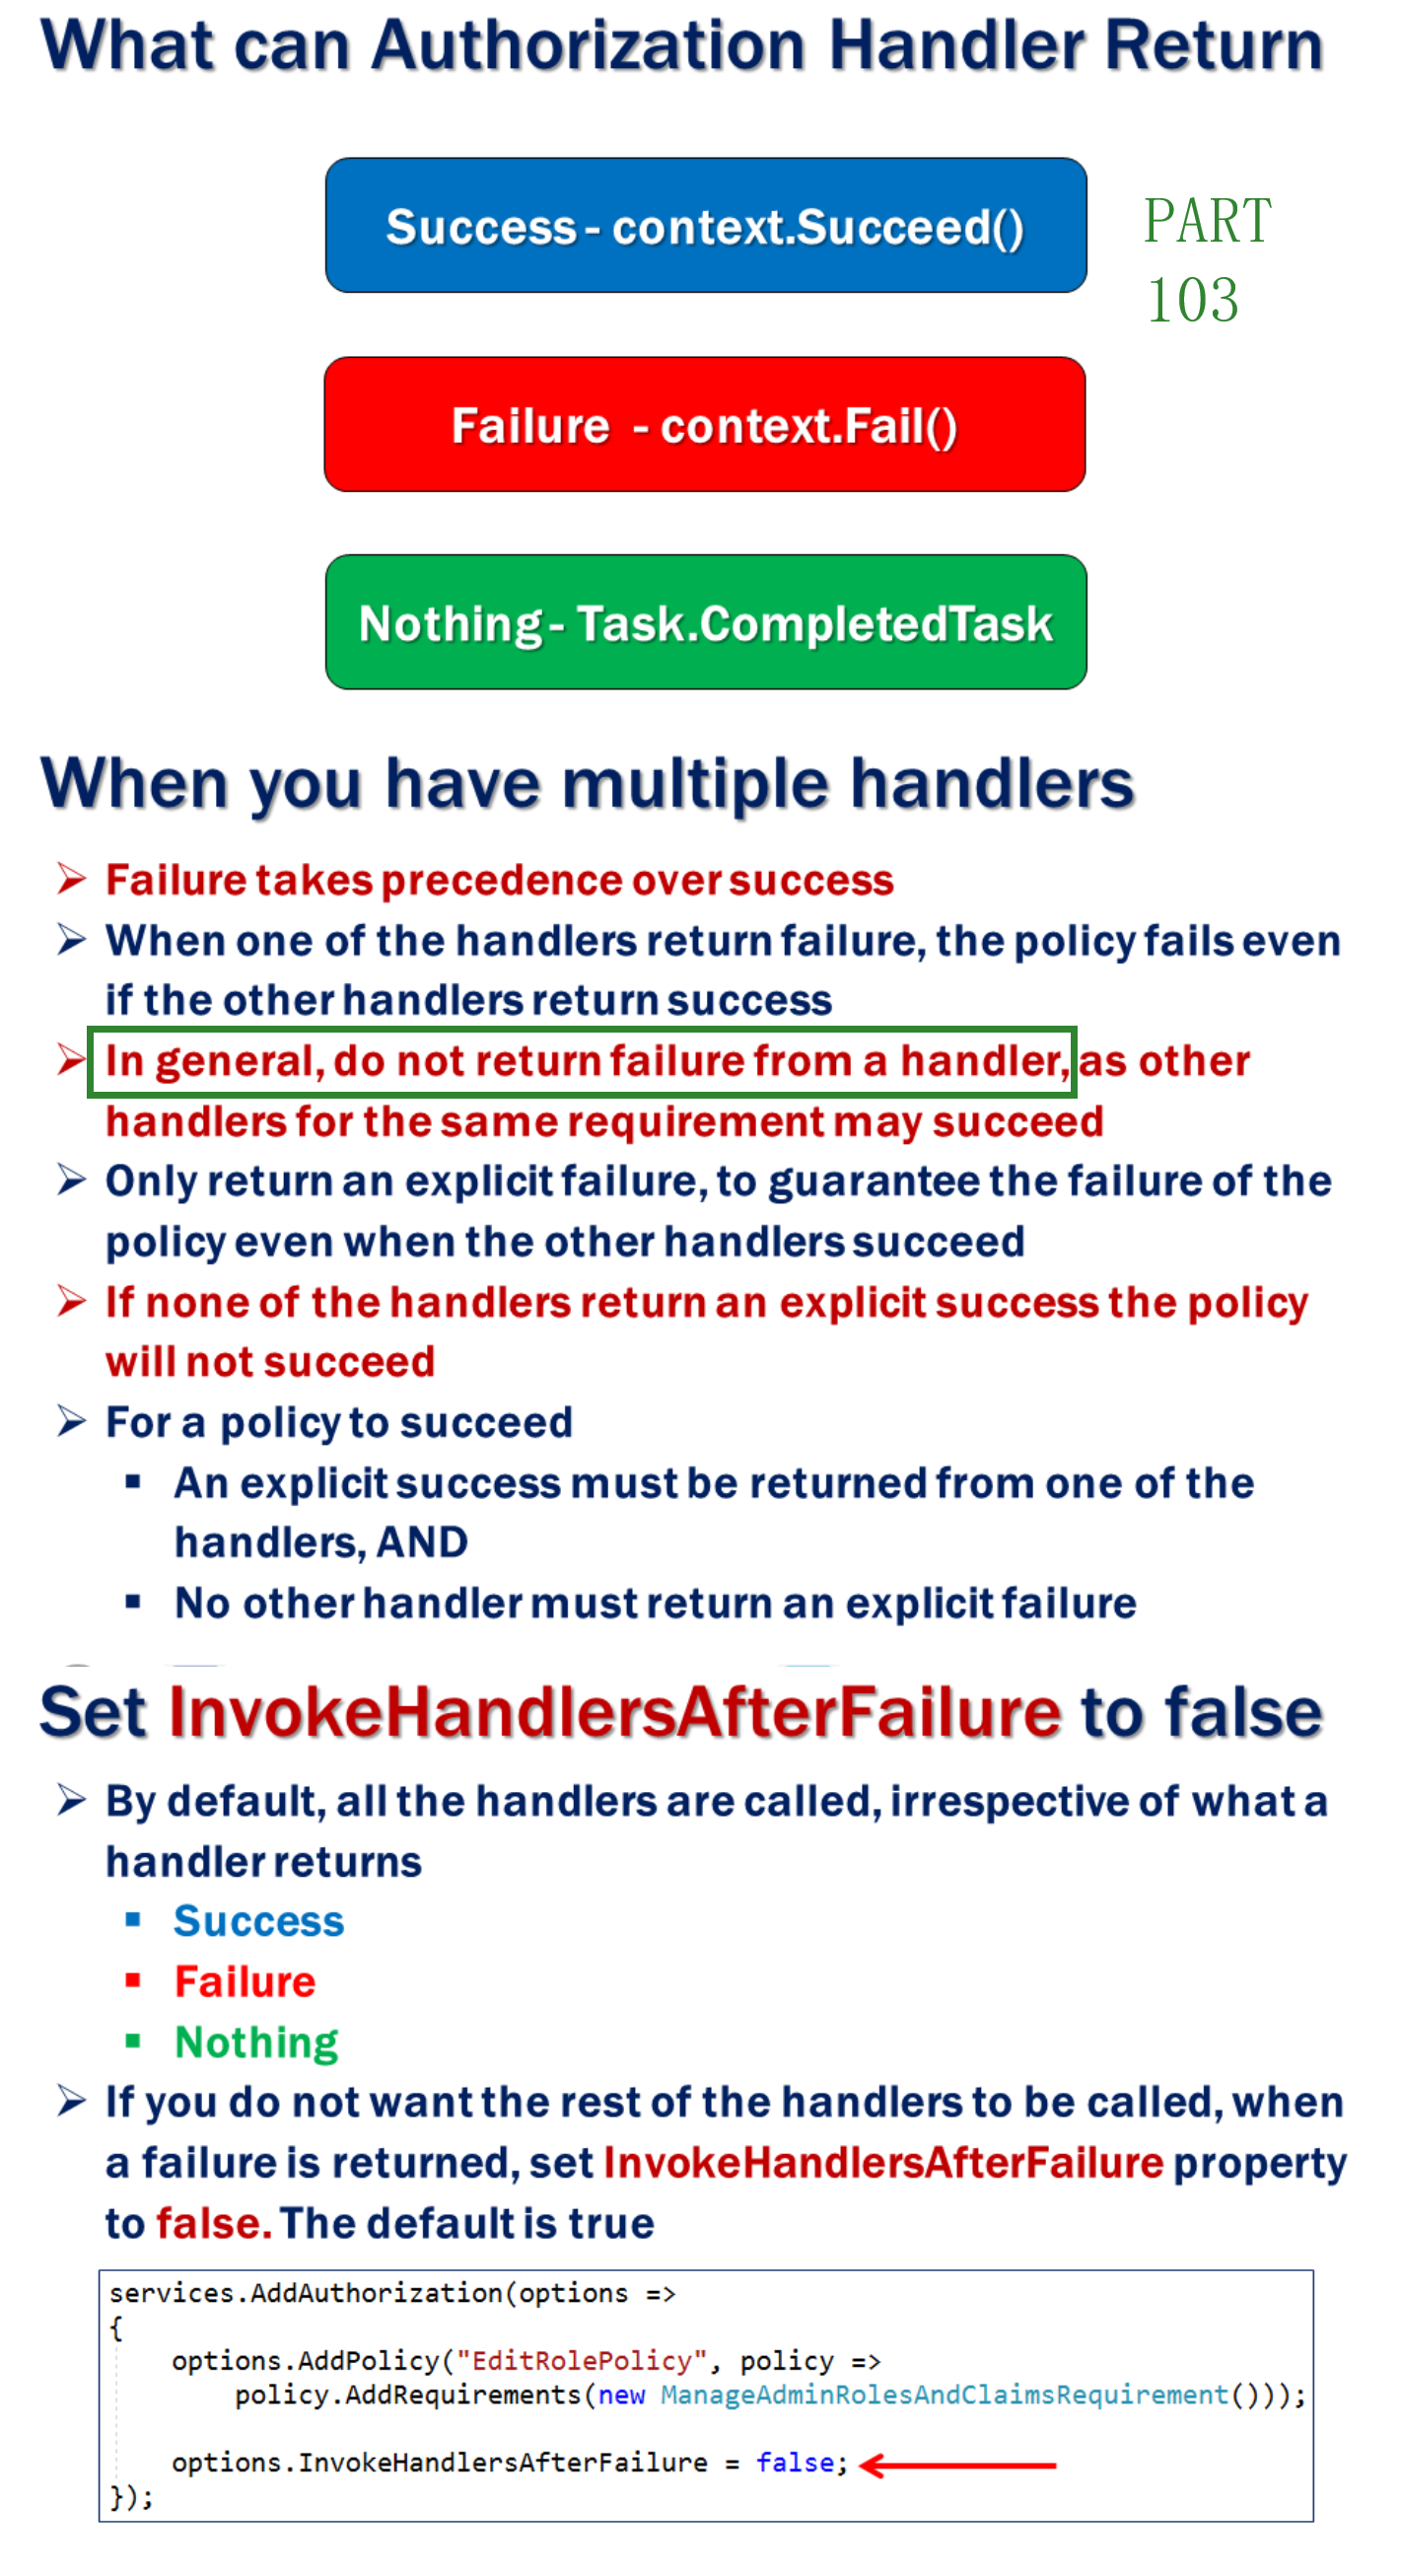 What can Authorization Handler Return
Success - context.Succeed()
PART
103
Failure - context.Fail()
Nothing - Task.CompletedTask
When you have multiple handlers
Failure takes precedence over success
When one of the handlers return failure, the policy fails even
if the other handlers return success
In general, do not return failure from a handler, as other
handlers for the same requirement may succeed
Only return an explicit failure, to guarantee the failure of the
policy even when the other handlers succeed
If none of the handlers return an explicit success the policy
will not succeed
For a policy to succeed
An explicit success must be returned from one of the
handlers, AND
No other handler must return an explicit failure
Set InvokeHandlersAfterFailure to false
By default, all the handlers are called, irrespective of what a
handler returns
Success
Failure
Nothing
If you do not want the rest of the handlers to be called, when
a failure is returned, set InvokeHandlersAfterFailure property
to false. The default is true
services.AddAuthorization(options =>
{
options.AddPolicy("EditRolePolicy", policy =>
policy.AddRequirements(new ManageAdminRolesAndClaimsRequirement()));
options.InvokeHandlersAfterFailure = false;
});